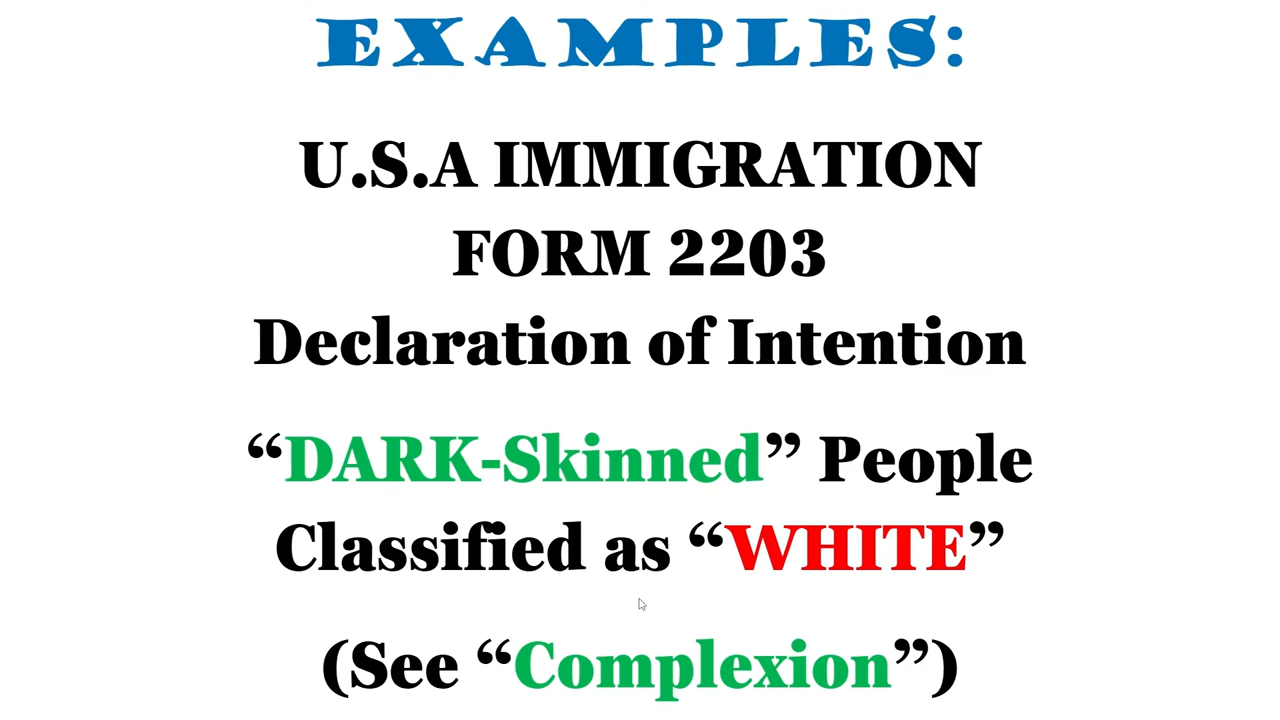 EXAMPLES:
U.S.A IMMIGRATION
FORM 2203
Declaration of Intention
“DARK-Skinned” People
Classified as “WHITE”
(See “Complexion”)